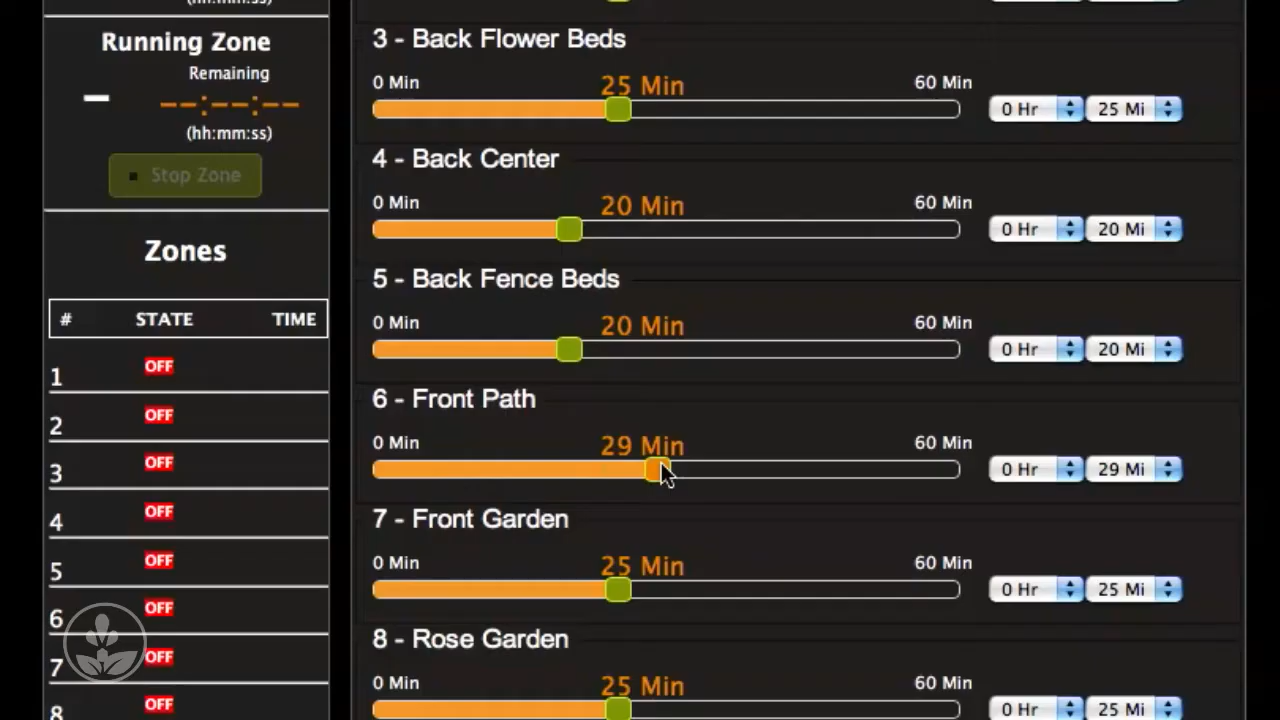 (hh:mm:ss)
Running Zone
Remaining
--:--:--
(hh:mm:ss)
Stop Zone
Zones
# STATE TIME
1 OFF
2 OFF
3 OFF
4 OFF
5 OFF
6 OFF
7 OFF
8 OFF
3 - Back Flower Beds
0 Min 25 Min 60 Min
0 Hr 25 Mi
4 - Back Center
0 Min 20 Min 60 Min
0 Hr 20 Mi
5 - Back Fence Beds
0 Min 20 Min 60 Min
0 Hr 20 Mi
6 - Front Path
0 Min 29 Min 60 Min
0 Hr 29 Mi
7 - Front Garden
0 Min 25 Min 60 Min
0 Hr 25 Mi
8 - Rose Garden
0 Min 25 Min 60 Min
0 Hr 25 Mi